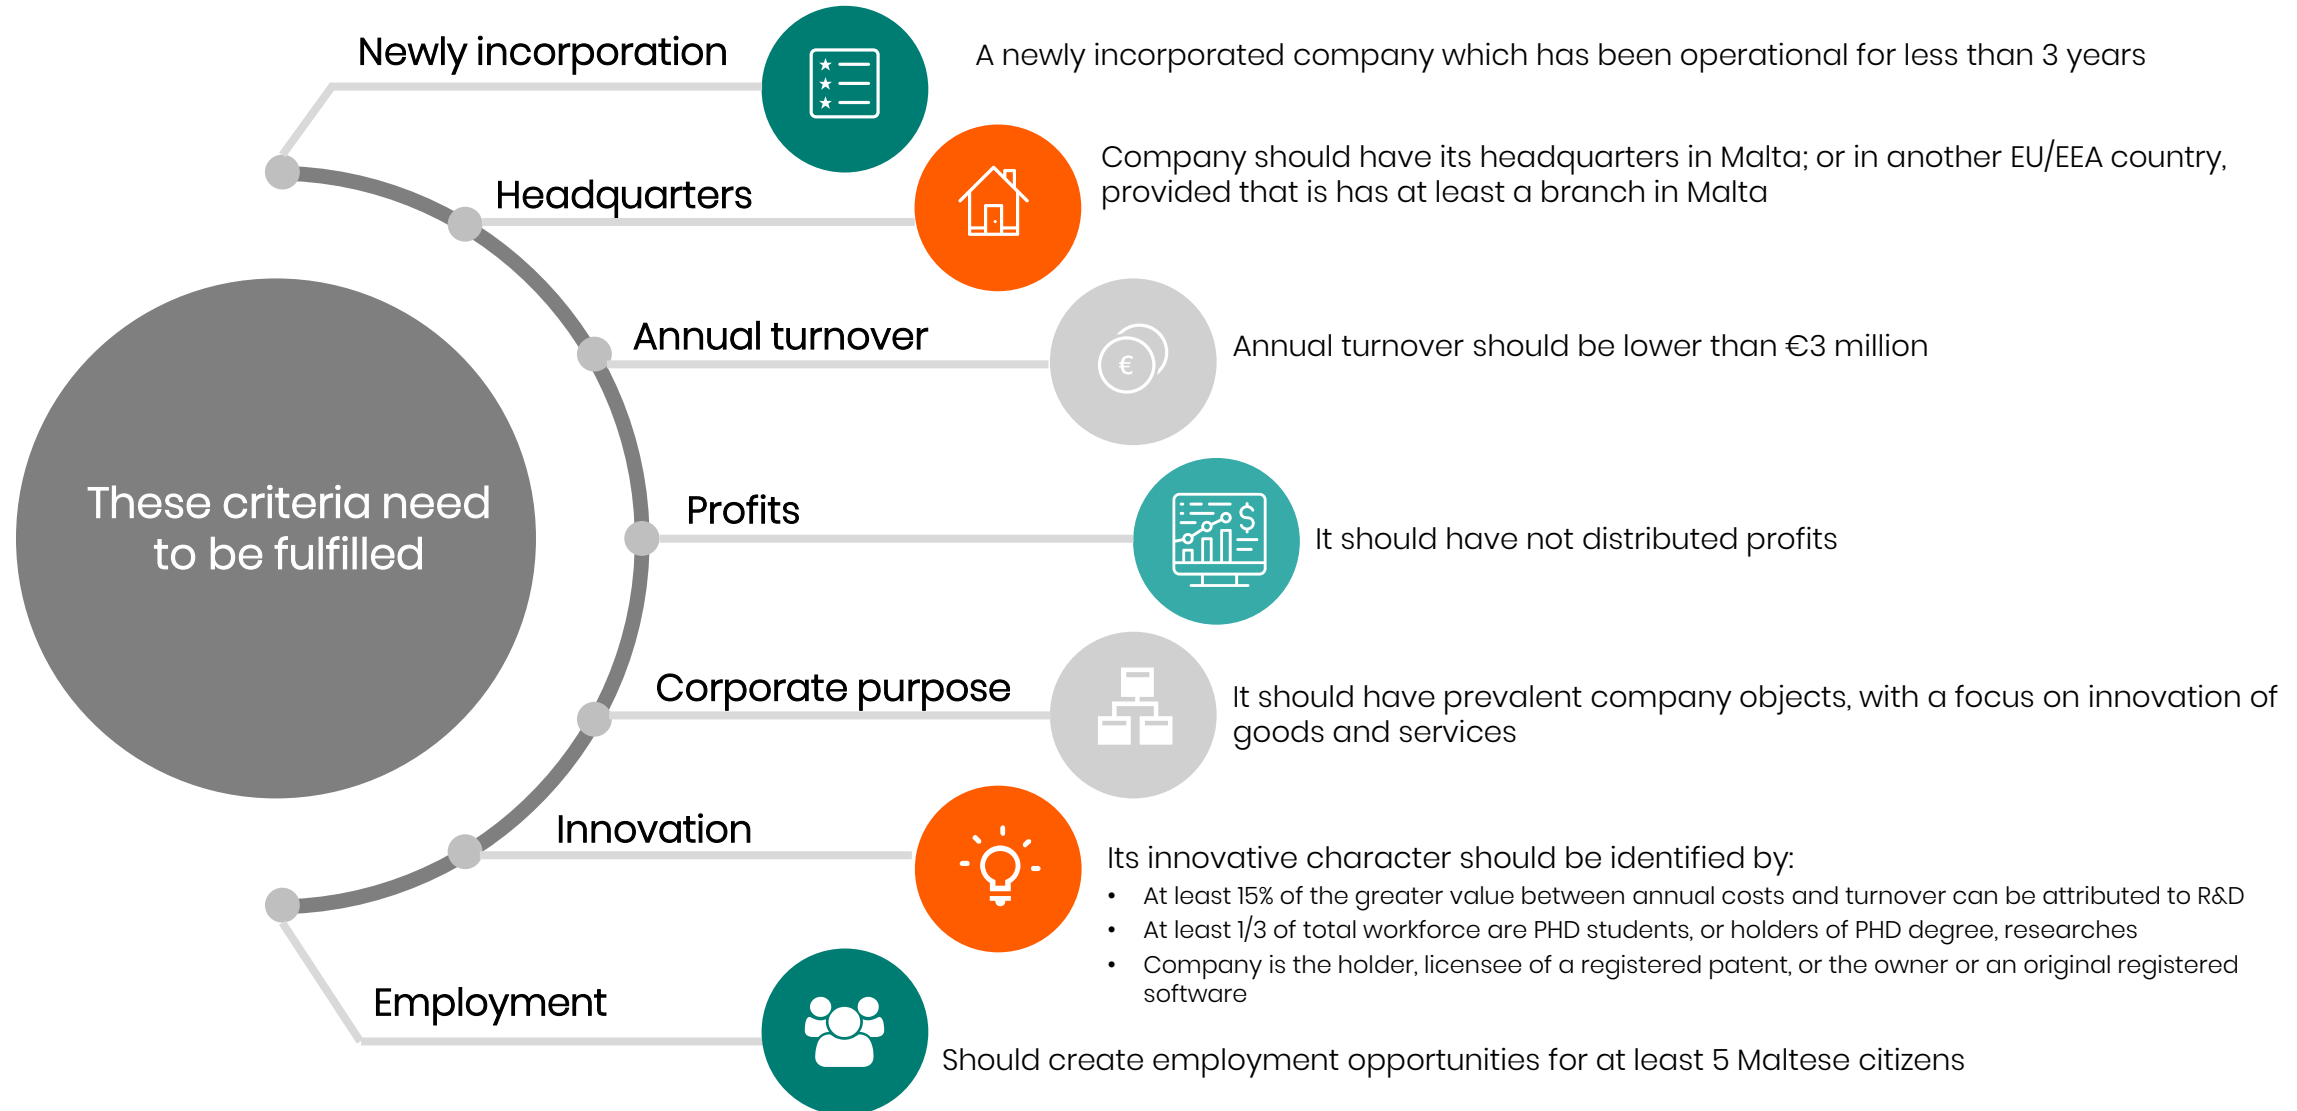 Newly incorporation
A newly incorporated company which has been operational for less than 3 years
Headquarters
Company should have its headquarters in Malta; or in another EU/EEA country,
provided that is has at least a branch in Malta
Annual turnover
€
Annual turnover should be lower than €3 million
These criteria need
to be fulfilled
Profits
$
It should have not distributed profits
Corporate purpose
It should have prevalent company objects, with a focus on innovation of
goods and services
Innovation
Its innovative character should be identified by:
• At least 15% of the greater value between annual costs and turnover can be attributed to R&D
• At least 1/3 of total workforce are PHD students, or holders of PHD degree, researches
• Company is the holder, licensee of a registered patent, or the owner or an original registered
software
Employment
Should create employment opportunities for at least 5 Maltese citizens